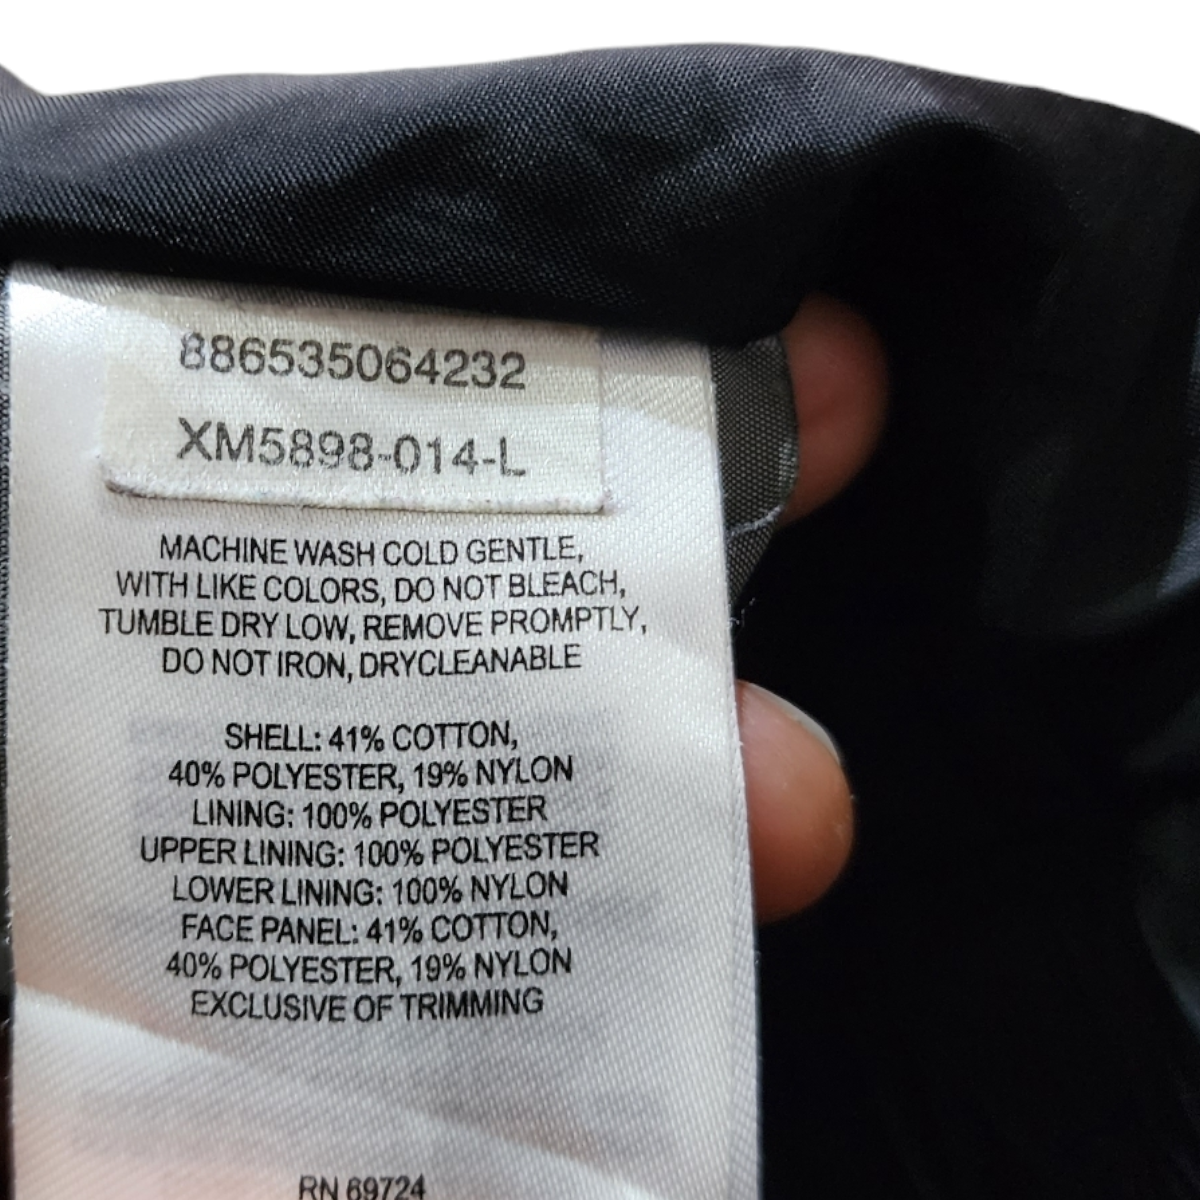 886535064232
XM5898-014-L
MACHINE WASH COLD GENTLE,
WITH LIKE COLORS, DO NOT BLEACH,
TUMBLE DRY LOW, REMOVE PROMPTLY,
DO NOT IRON, DRYCLEANABLE
SHELL: 41% COTTON,
40% POLYESTER, 19% NYLON
LINING: 100% POLYESTER
UPPER LINING: 100% POLYESTER
LOWER LINING: 100% NYLON
FACE PANEL: 41% COTTON,
40% POLYESTER, 19% NYLON
EXCLUSIVE OF TRIMMING
RN 69724